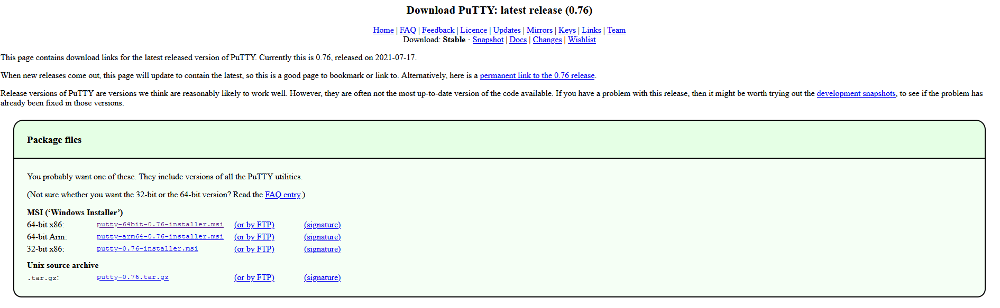 Download PuTTY: latest release (0.76)
Home | FAQ | Feedback | Licence | Updates | Mirrors | Keys | Links | Team
Download: Stable · Snapshot | Docs | Changes | Wishlist
This page contains download links for the latest released version of PuTTY. Currently this is 0.76, released on 2021-07-17.
When new releases come out, this page will update to contain the latest, so this is a good page to bookmark or link to. Alternatively, here is a permanent link to the 0.76 release.
Release versions of PuTTY are versions we think are reasonably likely to work well. However, they are often not the most up-to-date version of the code available. If you have a problem with this release, then it might be worth trying out the development snapshots, to see if the problem has
already been fixed in those versions.
Package files
You probably want one of these. They include versions of all the PuTTY utilities.
(Not sure whether you want the 32-bit or the 64-bit version? Read the FAQ entry.)
MSI (‘Windows Installer’)
64-bit x86: putty-64bit-0.76-installer.msi (or by FTP) (signature)
64-bit Arm: putty-arm64-0.76-installer.msi (or by FTP) (signature)
32-bit x86: putty-0.76-installer.msi (or by FTP) (signature)
Unix source archive
.tar.gz: putty-0.76.tar.gz (or by FTP) (signature)